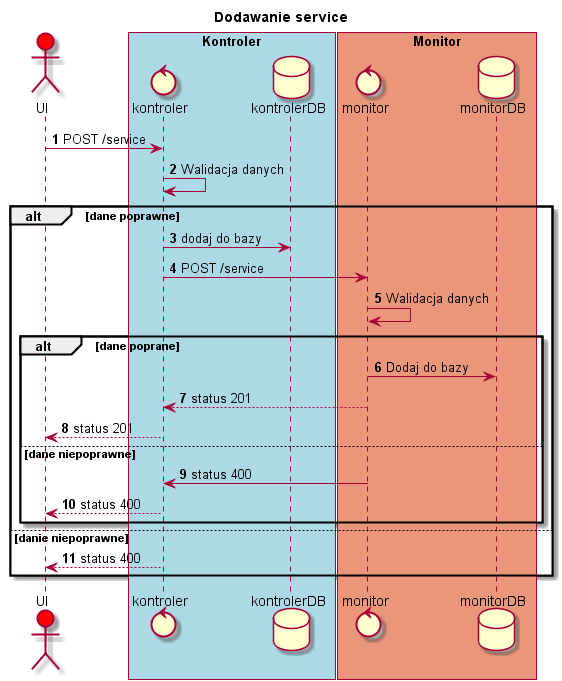 Dodawanie service
Kontroler
Monitor
UI
kontroler
kontrolerDB
monitor
monitorDB
1 POST /service
2 Walidacja danych
alt
[dane poprawne]
3 dodaj do bazy
4 POST /service
5 Walidacja danych
alt
[dane poprane]
6 Dodaj do bazy
7 status 201
8 status 201
[dane niepoprawne]
9 status 400
10 status 400
[danie niepoprawne]
11 status 400
UI
kontroler
kontrolerDB
monitor
monitorDB